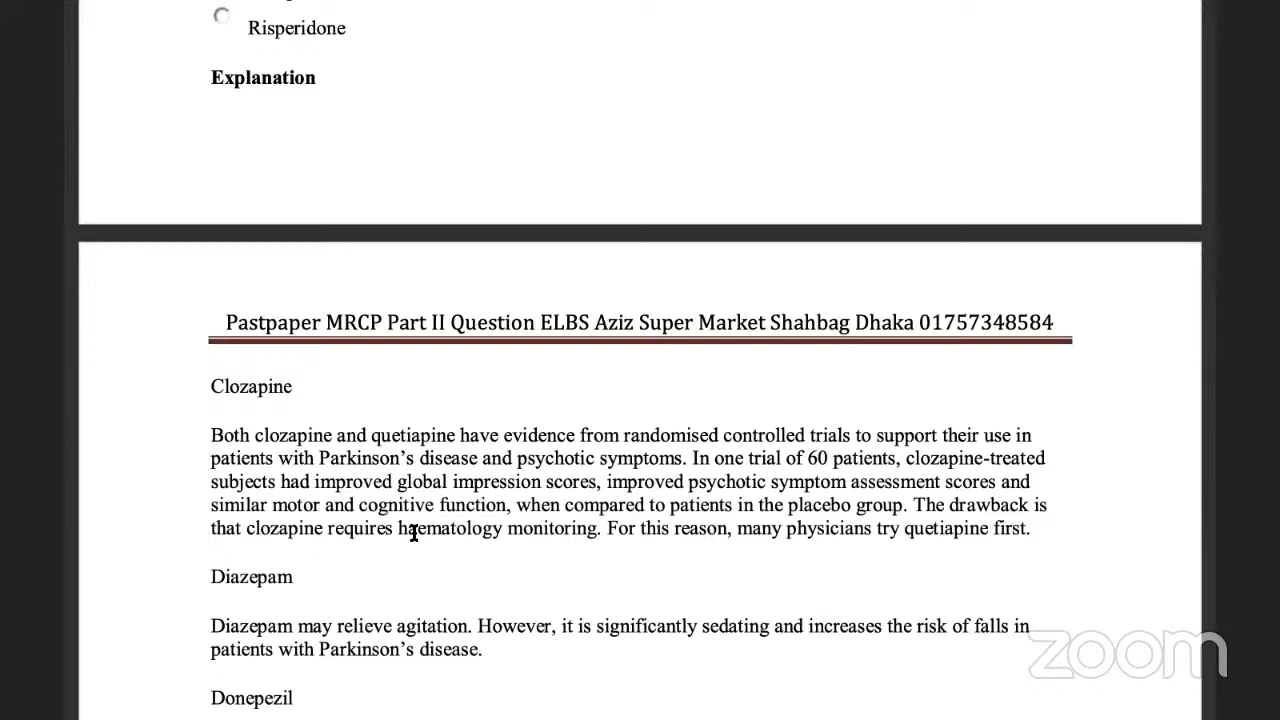 Risperidone
Explanation
Pastpaper MRCP Part II Question ELBS Aziz Super Market Shahbag Dhaka 01757348584
Clozapine
Both clozapine and quetiapine have evidence from randomised controlled trials to support their use in
patients with Parkinson’s disease and psychotic symptoms. In one trial of 60 patients, clozapine-treated
subjects had improved global impression scores, improved psychotic symptom assessment scores and
similar motor and cognitive function, when compared to patients in the placebo group. The drawback is
that clozapine requires haematology monitoring. For this reason, many physicians try quetiapine first.
Diazepam
Diazepam may relieve agitation. However, it is significantly sedating and increases the risk of falls in
patients with Parkinson’s disease.
zoom
Donepezil